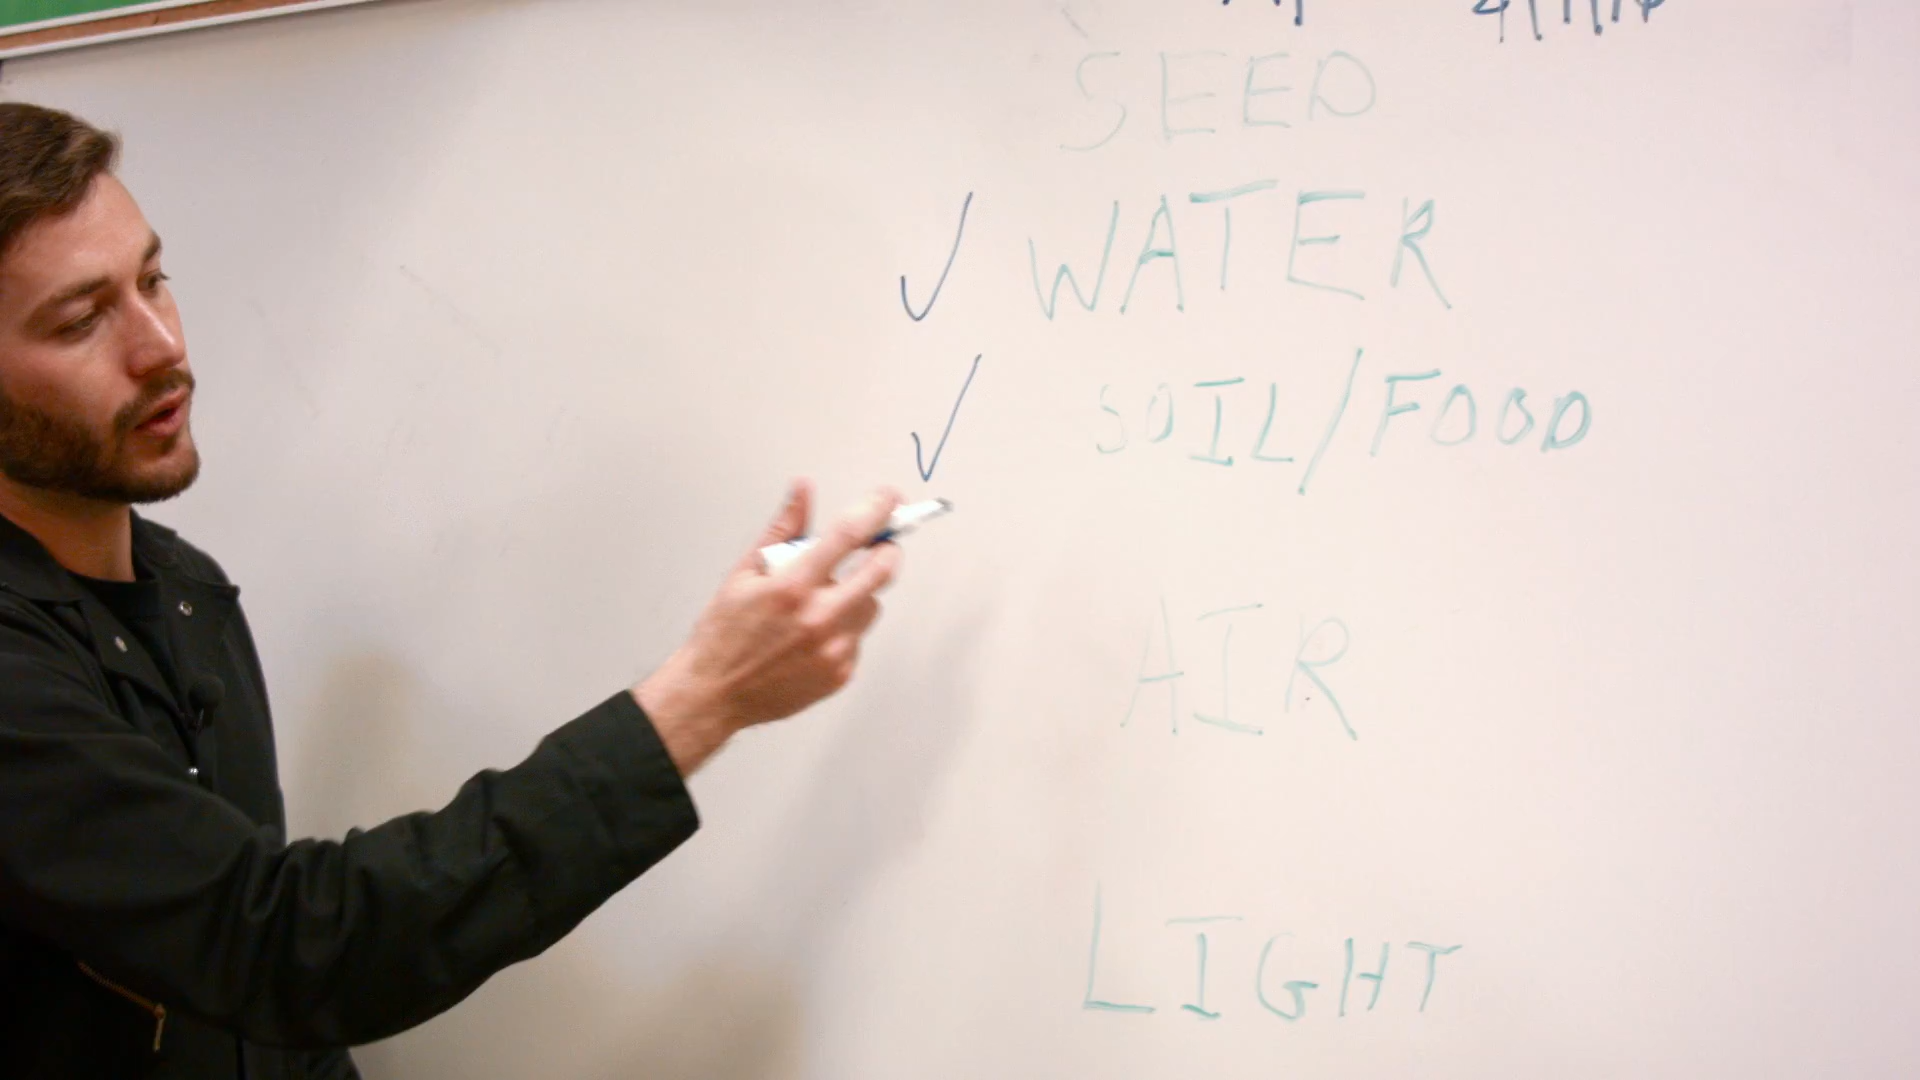 SEED
✓ WATER
✓ SOIL/FOOD
AIR
LIGHT